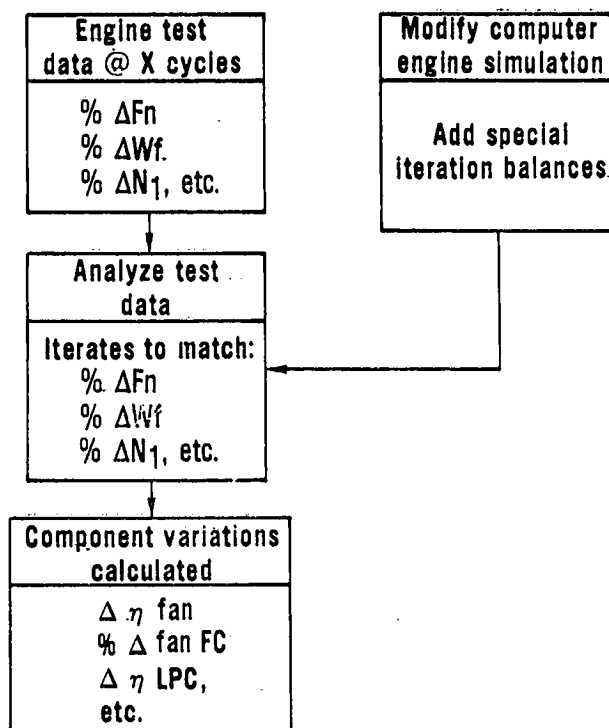 Engine test
data @ X cycles
% ΔFn
% ΔWf.
% ΔN1, etc.
Modify computer
engine simulation
Add special
iteration balances
Analyze test
data
Iterates to match:
% ΔFn
% ΔWf
% ΔN1, etc.
Component variations
calculated
Δ η fan
% Δ fan FC
Δ η LPC,
etc.